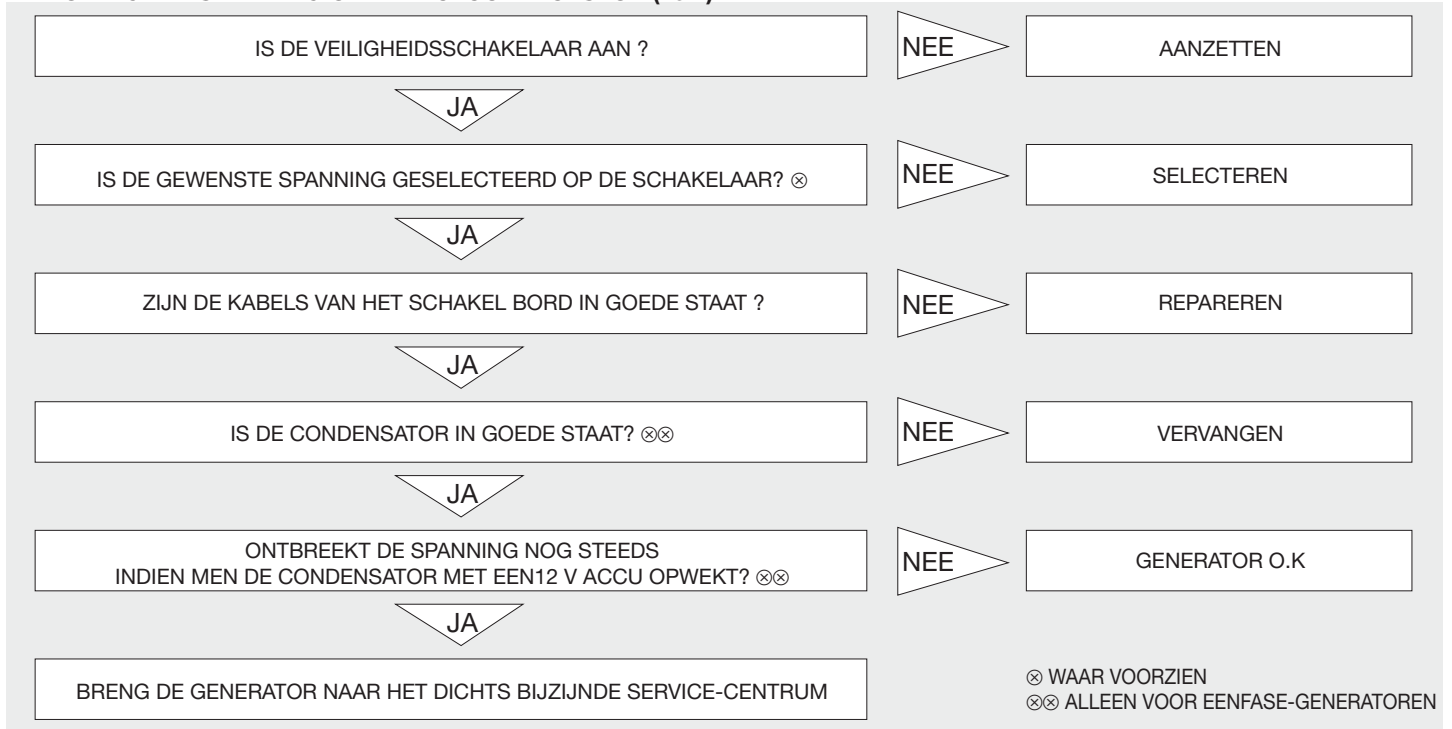 IS DE VEILIGHEIDSSCHAKELAAR AAN ?
NEE
AANZETTEN
JA
IS DE GEWENSTE SPANNING GESELECTEERD OP DE SCHAKELAAR? ⊗
NEE
SELECTEREN
JA
ZIJN DE KABELS VAN HET SCHAKEL BORD IN GOEDE STAAT ?
NEE
REPAREREN
JA
IS DE CONDENSATOR IN GOEDE STAAT? ⊗⊗
NEE
VERVANGEN
JA
ONTBREEKT DE SPANNING NOG STEEDS
INDIEN MEN DE CONDENSATOR MET EEN12 V ACCU OPWEKT? ⊗⊗
NEE
GENERATOR O.K
JA
BRENG DE GENERATOR NAAR HET DICHTS BIJZIJNDE SERVICE-CENTRUM
⊗ WAAR VOORZIEN
⊗⊗ ALLEEN VOOR EENFASE-GENERATOREN